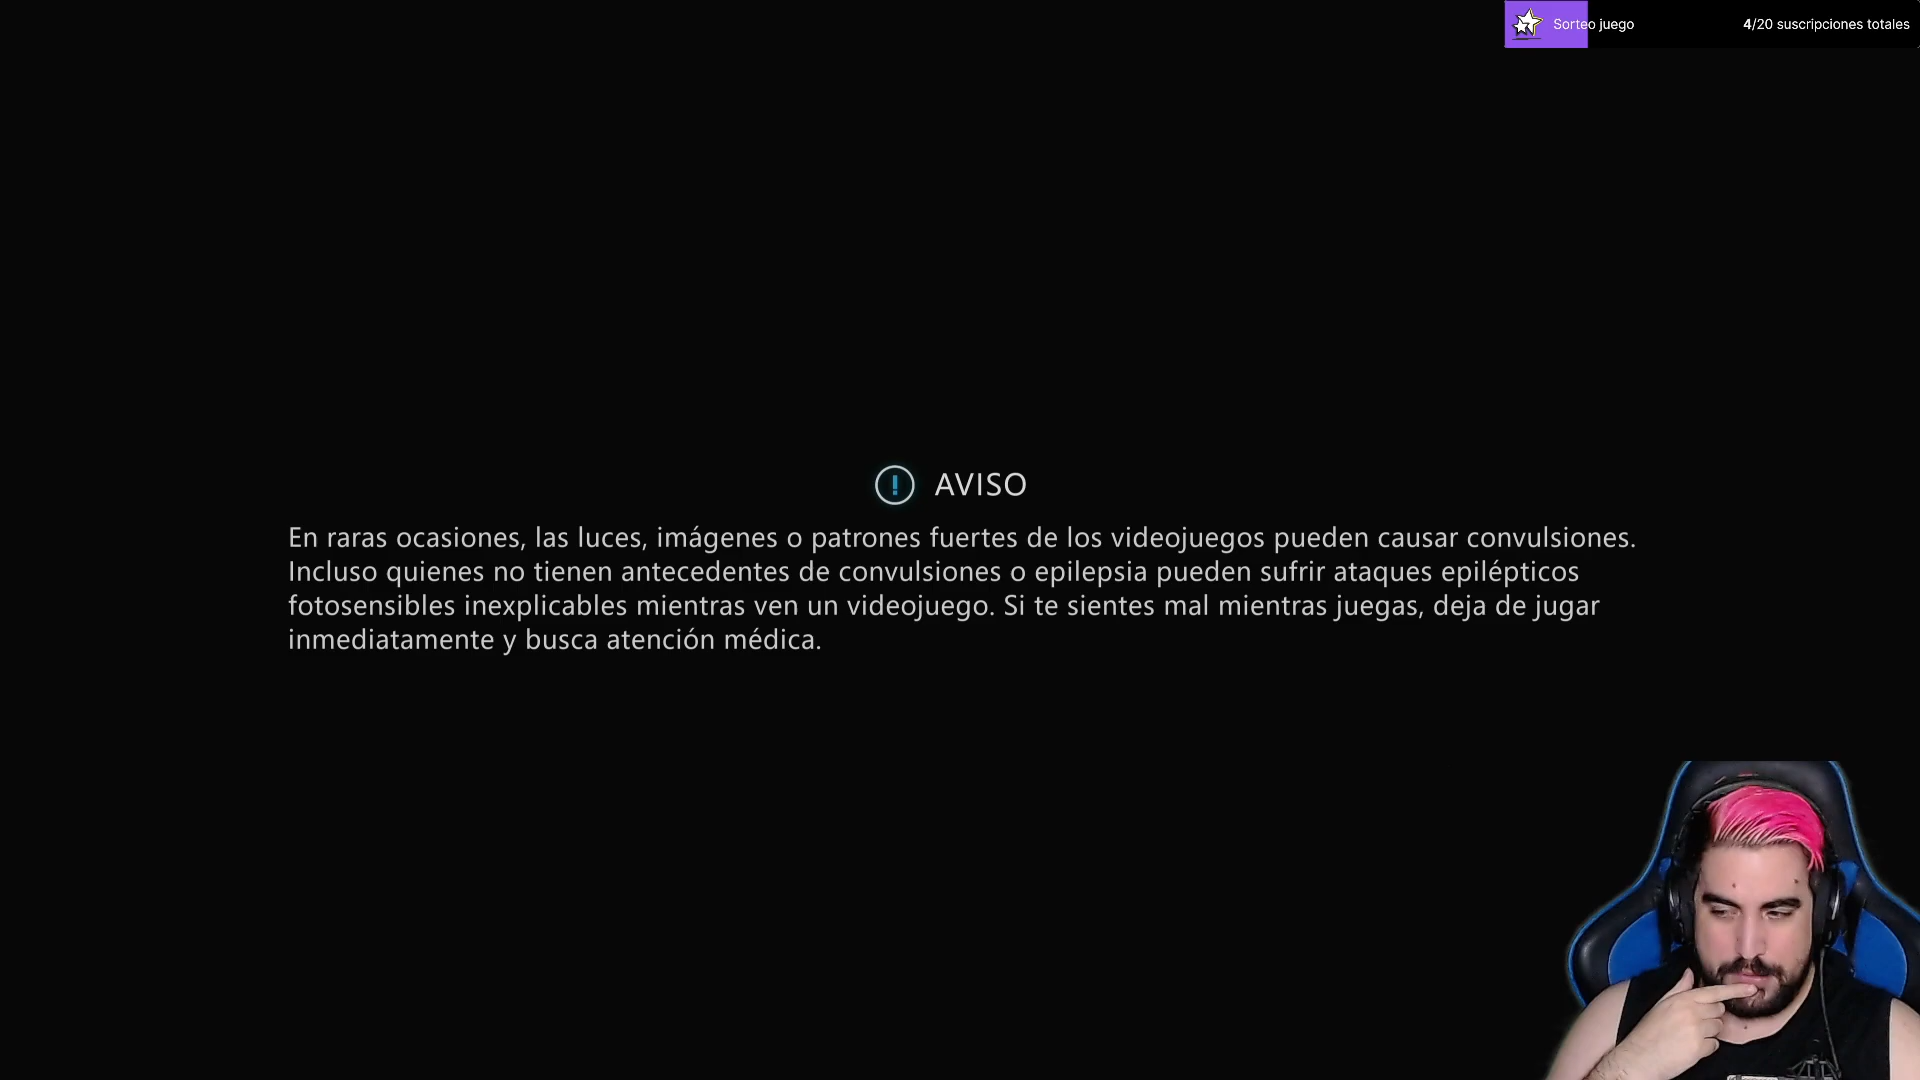 Sorteo juego
4/20 suscripciones totales
! AVISO
En raras ocasiones, las luces, imágenes o patrones fuertes de los videojuegos pueden causar convulsiones.
Incluso quienes no tienen antecedentes de convulsiones o epilepsia pueden sufrir ataques epilépticos
fotosensibles inexplicables mientras ven un videojuego. Si te sientes mal mientras juegas, deja de jugar
inmediatamente y busca atención médica.